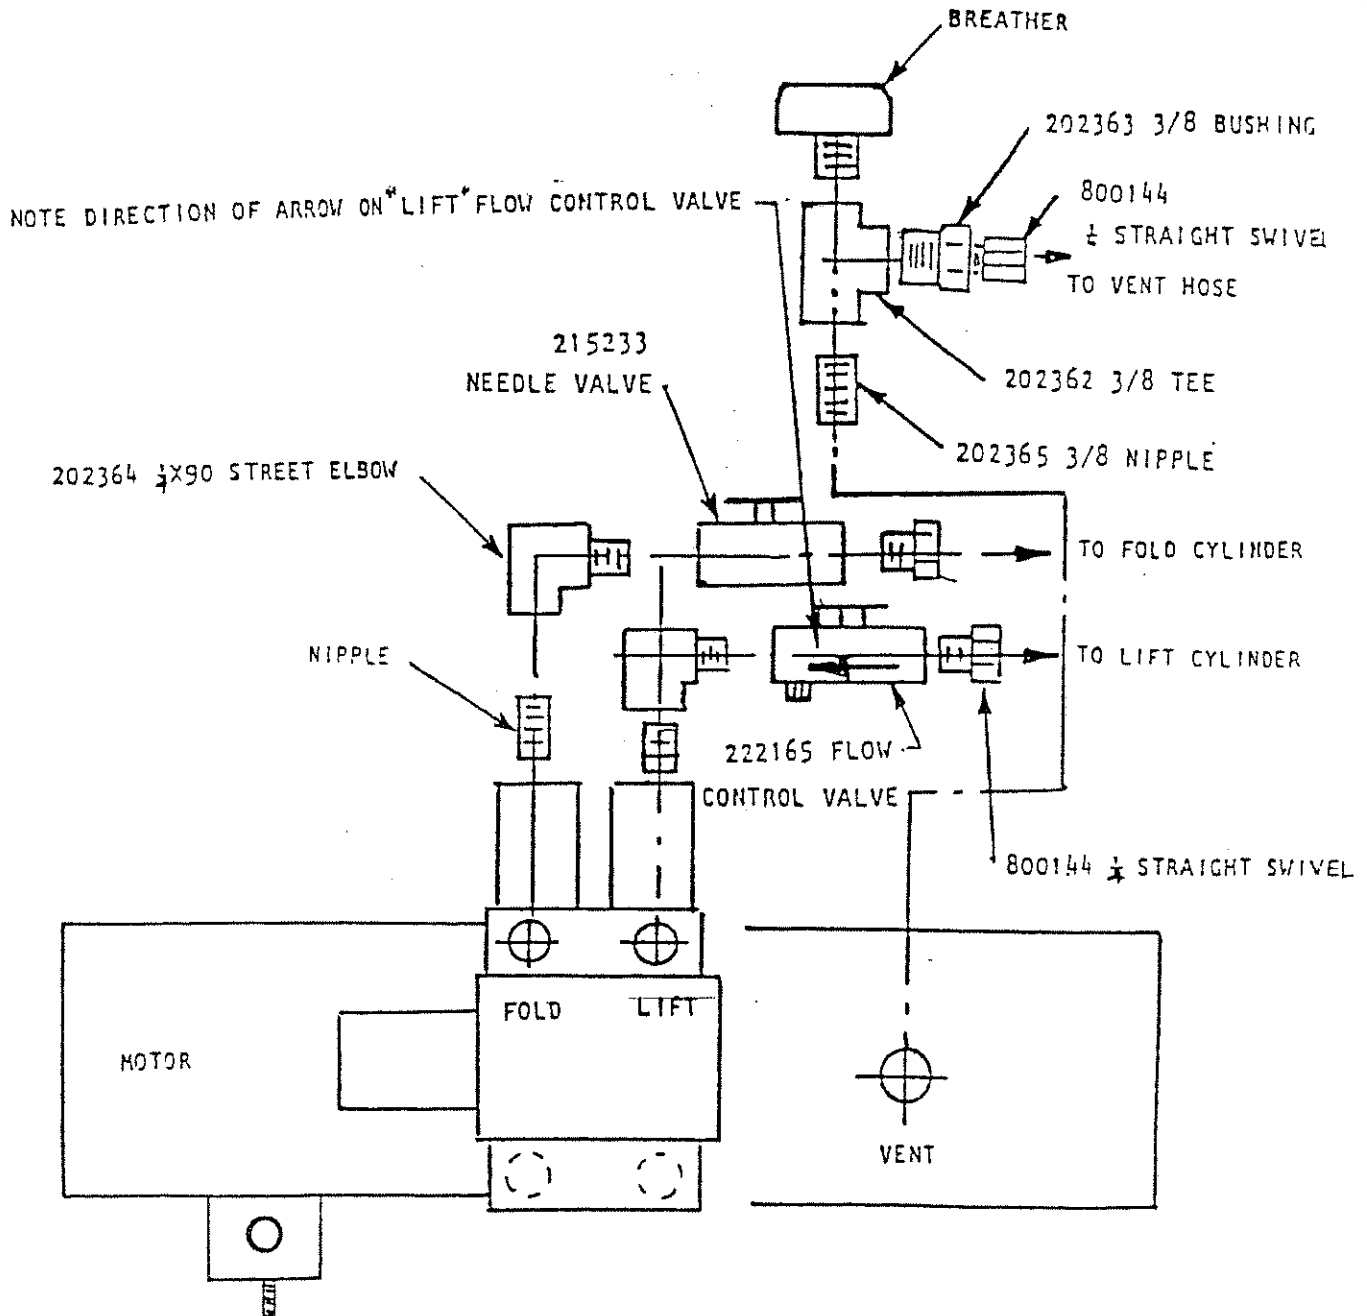 BREATHER
202363 3/8 BUSHING
NOTE DIRECTION OF ARROW ON "LIFT" FLOW CONTROL VALVE
800144
STRAIGHT SWIVEL
TO VENT HOSE
215233
NEEDLE VALVE
202362 3/8 TEE
202365 3/8 NIPPLE
202364 X90 STREET ELBOW
TO FOLD CYLINDER
NIPPLE
TO LIFT CYLINDER
222165 FLOW
CONTROL VALVE
800144 STRAIGHT SWIVEL
FOLD LIFT
MOTOR
VENT